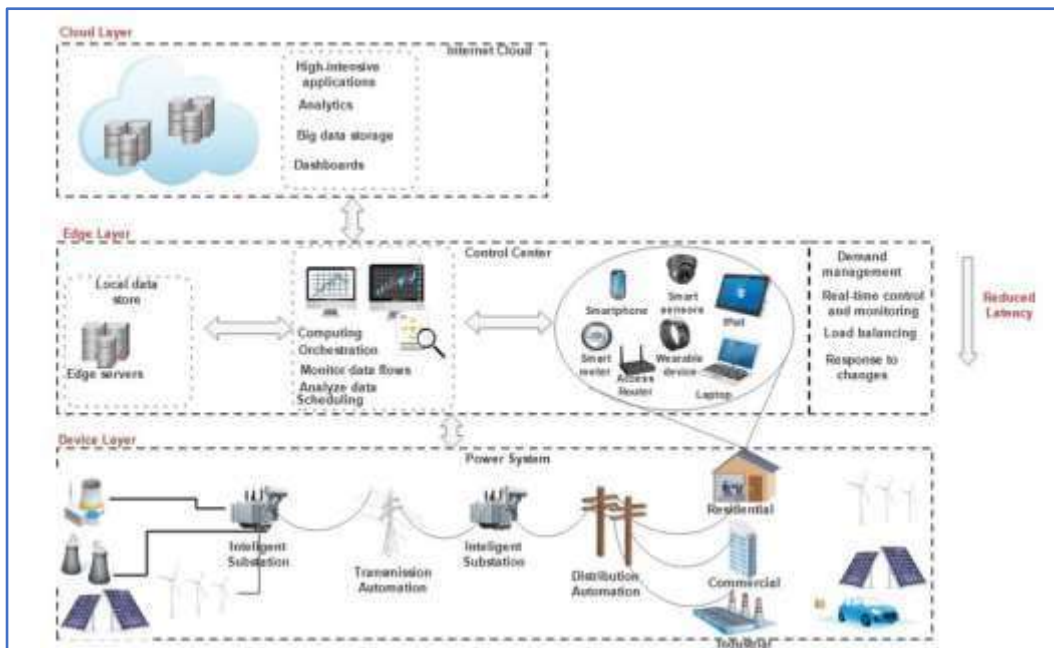 Cloud Layer
Internet Cloud
High-intensive
applications
Analytics
Big data storage
Dashboards
Edge Layer
Control Center
Local data
store
Edge servers
Computing
Orchestration
Monitor data flows
Analyze data
Scheduling
Smartphone
Smart
sensors
iPad
Smart
meter
Access
Router
Wearable
device
Laptop
Demand
management
Real-time control
and monitoring
Load balancing
Response to
changes
Reduced
Latency
Device Layer
Power System
Inteligent
Substation
Transmission
Automation
Inteligent
Substation
Distribution
Automation
Residential
Commercial
Industrial